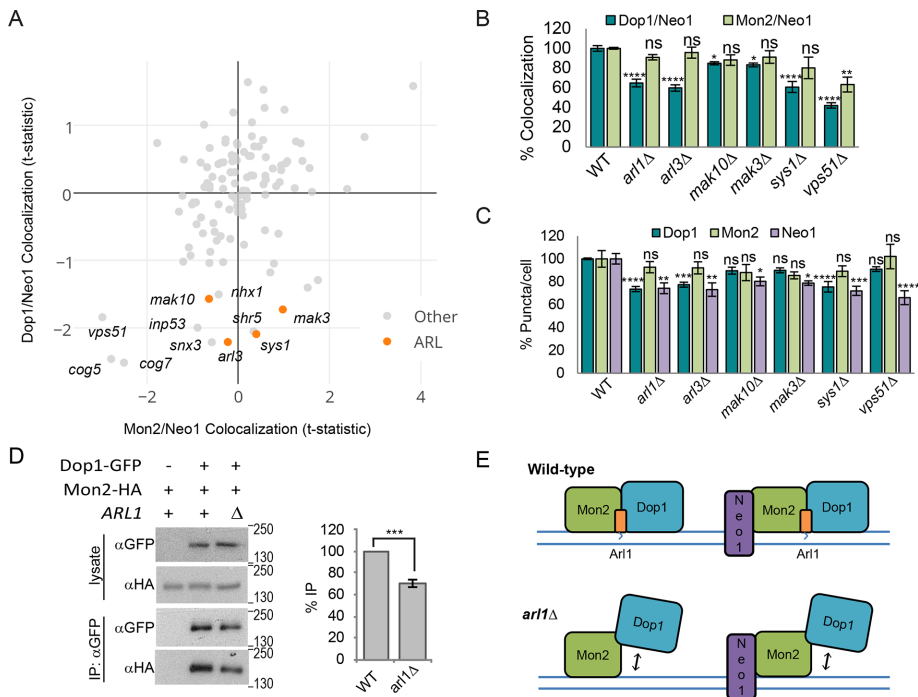 A
Dop1/Neo1 Colocalization (t-statistic)
1
0
−1
−2
−2
0
2
4
Mon2/Neo1 Colocalization (t-statistic)
mak10
nhx1
vps51
inp53
shr5
mak3
snx3
arl3
sys1
cog5
cog7
Other
ARL
B
Dop1/Neo1 Mon2/Neo1
% Colocalization
120
100
80
60
40
20
0
**** ns
**** ns
* ns
* ns
**** ns
**** **
WT arl1Δ arl3Δ mak10Δ mak3Δ sys1Δ vps51Δ
C
Dop1 Mon2 Neo1
% Puncta/cell
120
100
80
60
40
20
0
**** ns **
*** ns **
ns ns *
ns ns *
**** ns ***
ns ns ****
WT arl1Δ arl3Δ mak10Δ mak3Δ sys1Δ vps51Δ
D
Dop1-GFP - + +
Mon2-HA + + +
ARL1 + + Δ
lysate
αGFP
250
130
αHA
250
130
IP: αGFP
αGFP
250
130
αHA
250
130
% IP
120
100
80
60
40
20
0
***
WT arl1Δ
E
Wild-type
Mon2 Dop1
Arl1
Neo1 Mon2 Dop1
Arl1
arl1Δ
Mon2 Dop1
Neo1 Mon2 Dop1